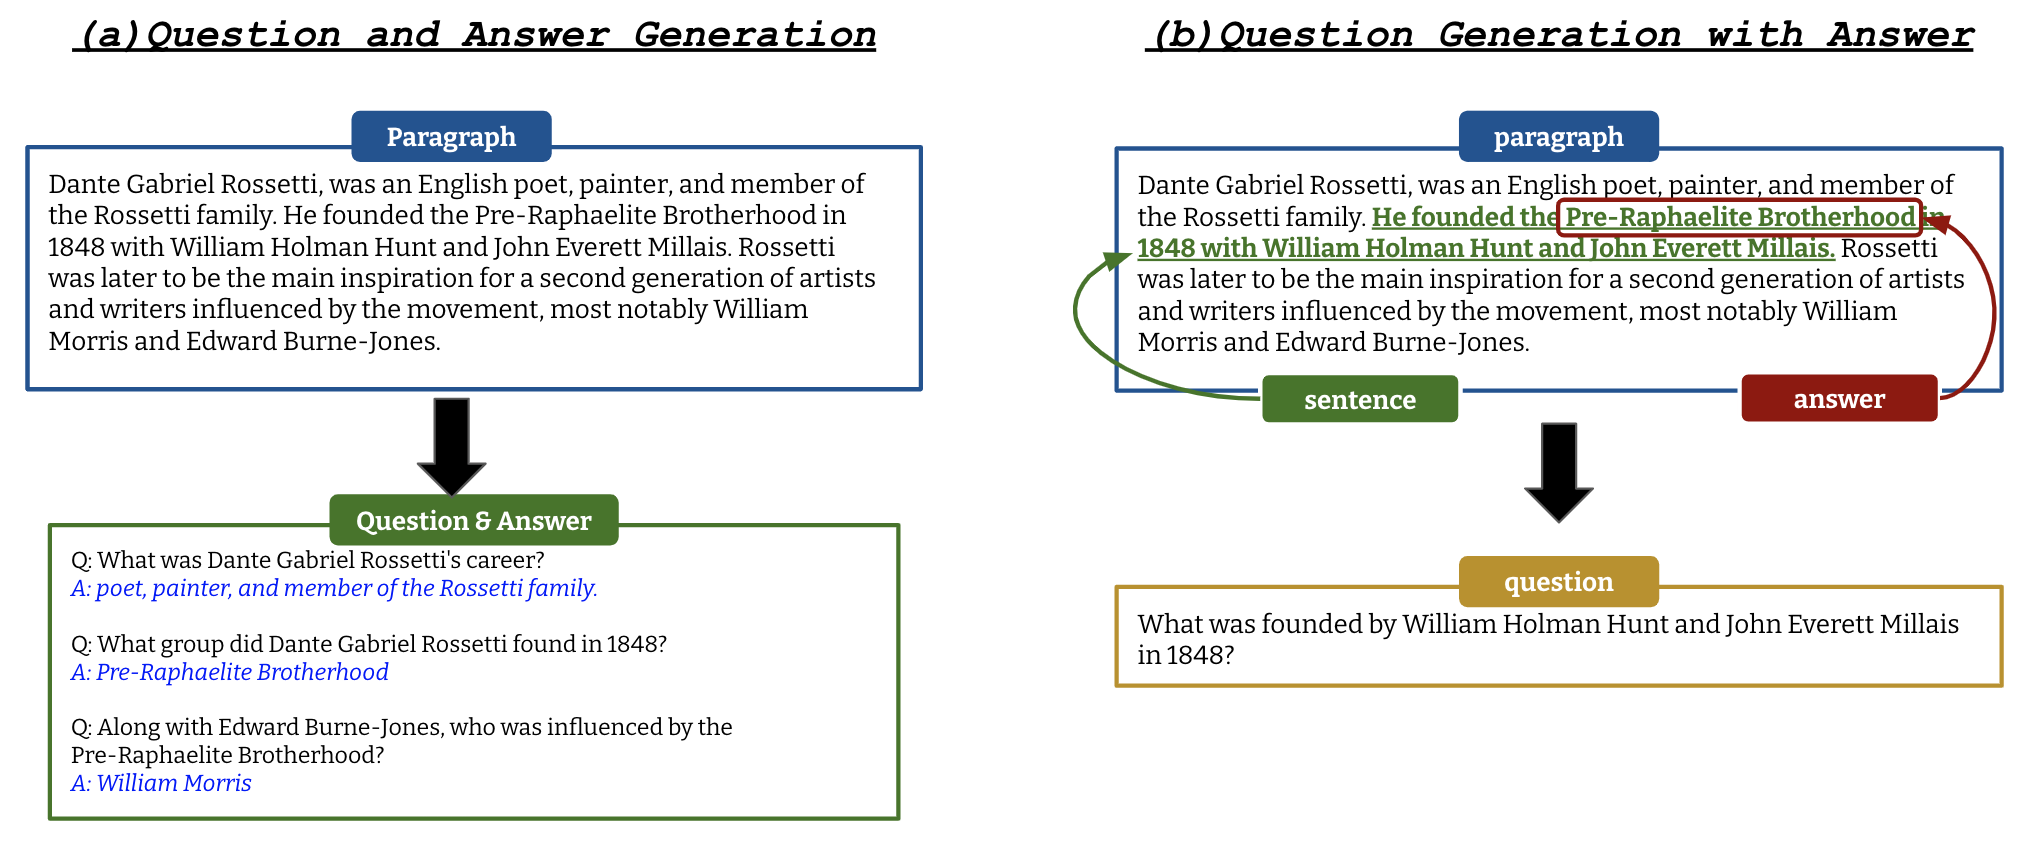 (a)Question and Answer Generation
Paragraph
Dante Gabriel Rossetti, was an English poet, painter, and member of
the Rossetti family. He founded the Pre-Raphaelite Brotherhood in
1848 with William Holman Hunt and John Everett Millais. Rossetti
was later to be the main inspiration for a second generation of artists
and writers influenced by the movement, most notably William
Morris and Edward Burne-Jones.
Question & Answer
Q: What was Dante Gabriel Rossetti's career?
A: poet, painter, and member of the Rossetti family.
Q: What group did Dante Gabriel Rossetti found in 1848?
A: Pre-Raphaelite Brotherhood
Q: Along with Edward Burne-Jones, who was influenced by the
Pre-Raphaelite Brotherhood?
A: William Morris
(b)Question Generation with Answer
paragraph
Dante Gabriel Rossetti, was an English poet, painter, and member of
the Rossetti family. He founded the Pre-Raphaelite Brotherhood in
1848 with William Holman Hunt and John Everett Millais. Rossetti
was later to be the main inspiration for a second generation of artists
and writers influenced by the movement, most notably William
Morris and Edward Burne-Jones.
sentence
answer
question
What was founded by William Holman Hunt and John Everett Millais
in 1848?